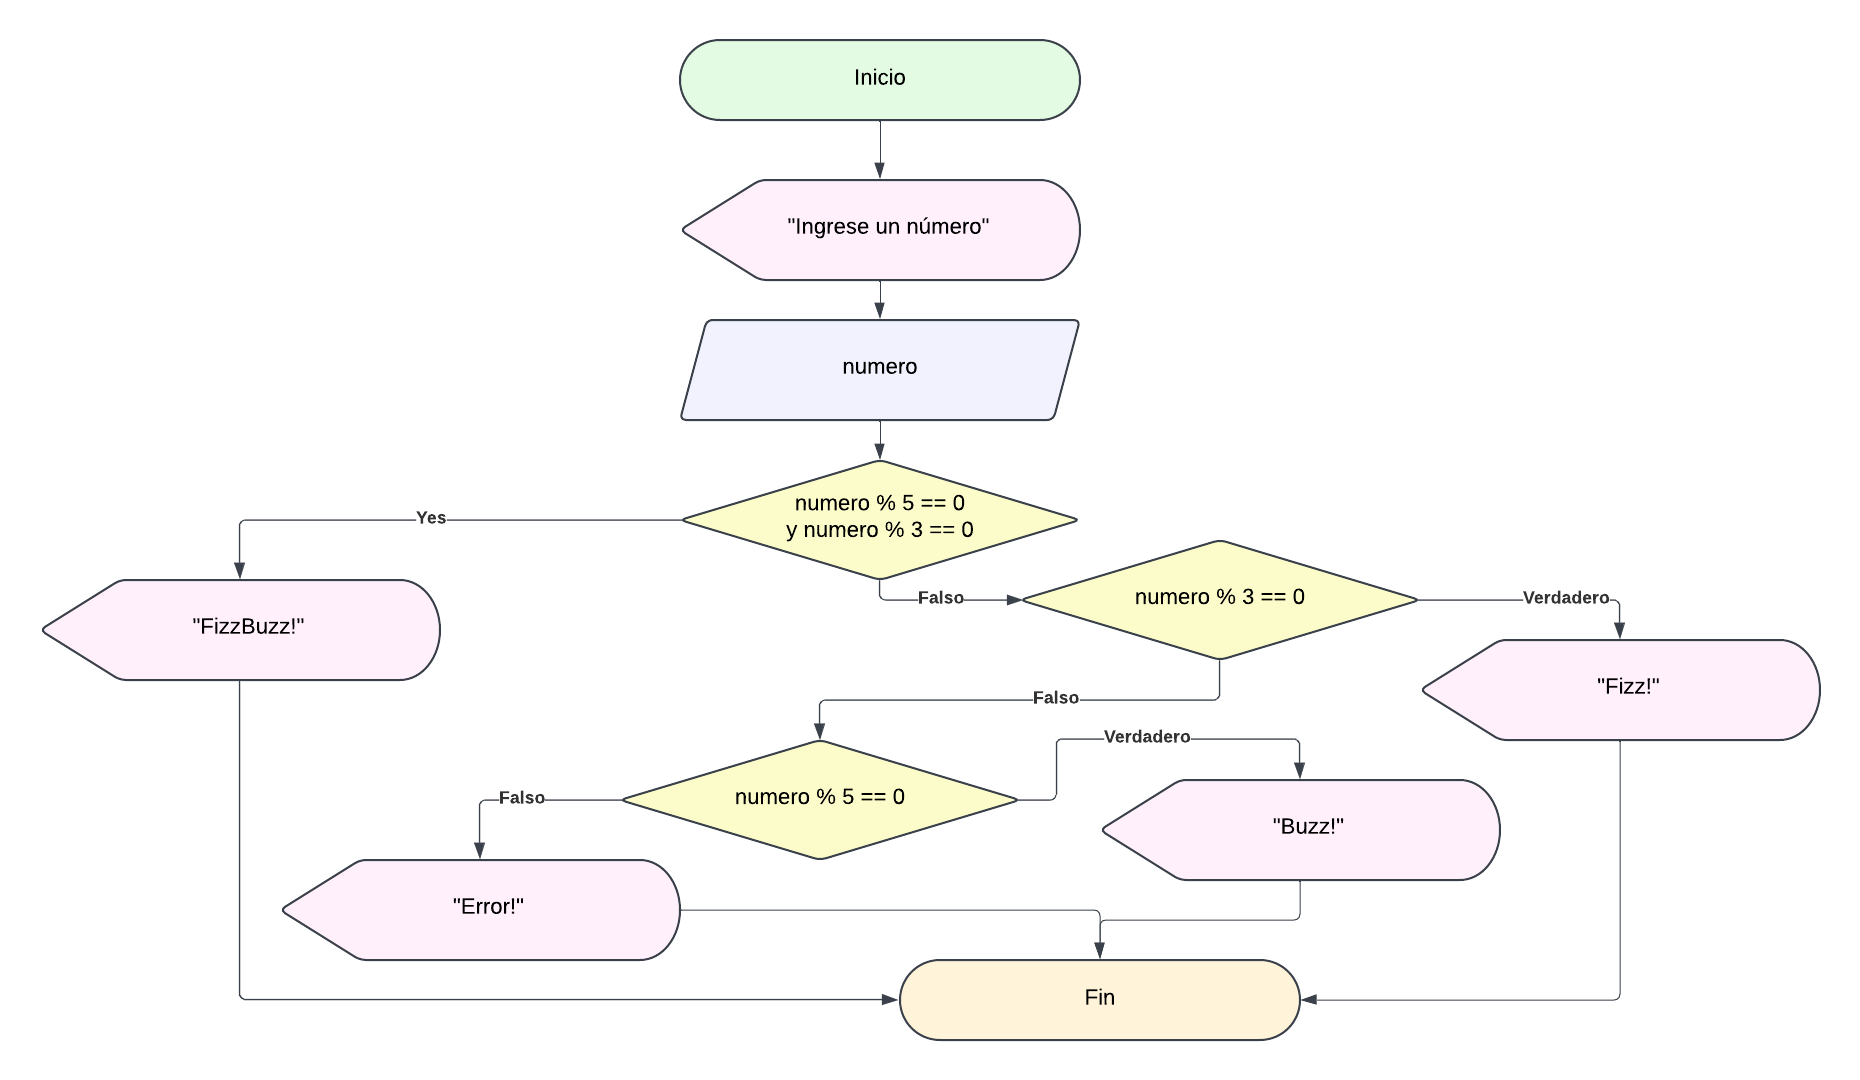 Inicio
"Ingrese un número"
numero
numero % 5 == 0
y numero % 3 == 0
Yes
Falso
numero % 3 == 0
Verdadero
"FizzBuzz!"
"Fizz!"
Falso
Verdadero
numero % 5 == 0
Falso
"Buzz!"
"Error!"
Fin